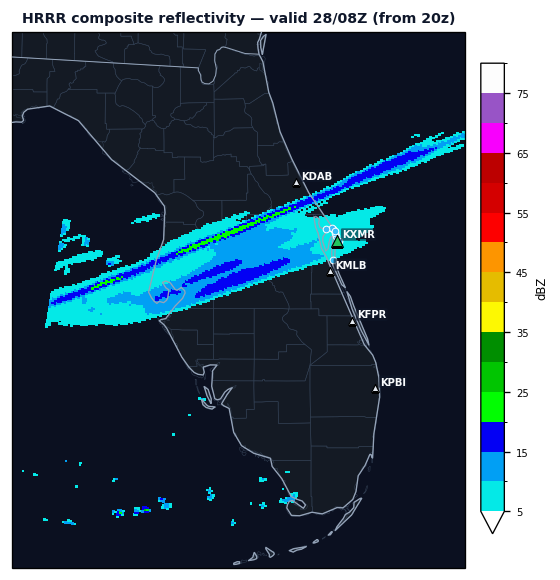 HRRR composite reflectivity — valid 28/08Z (from 20z)
KDAB
KXMR
KMLB
KFPR
KPBI
75
65
55
45
35
25
15
5
dBZ